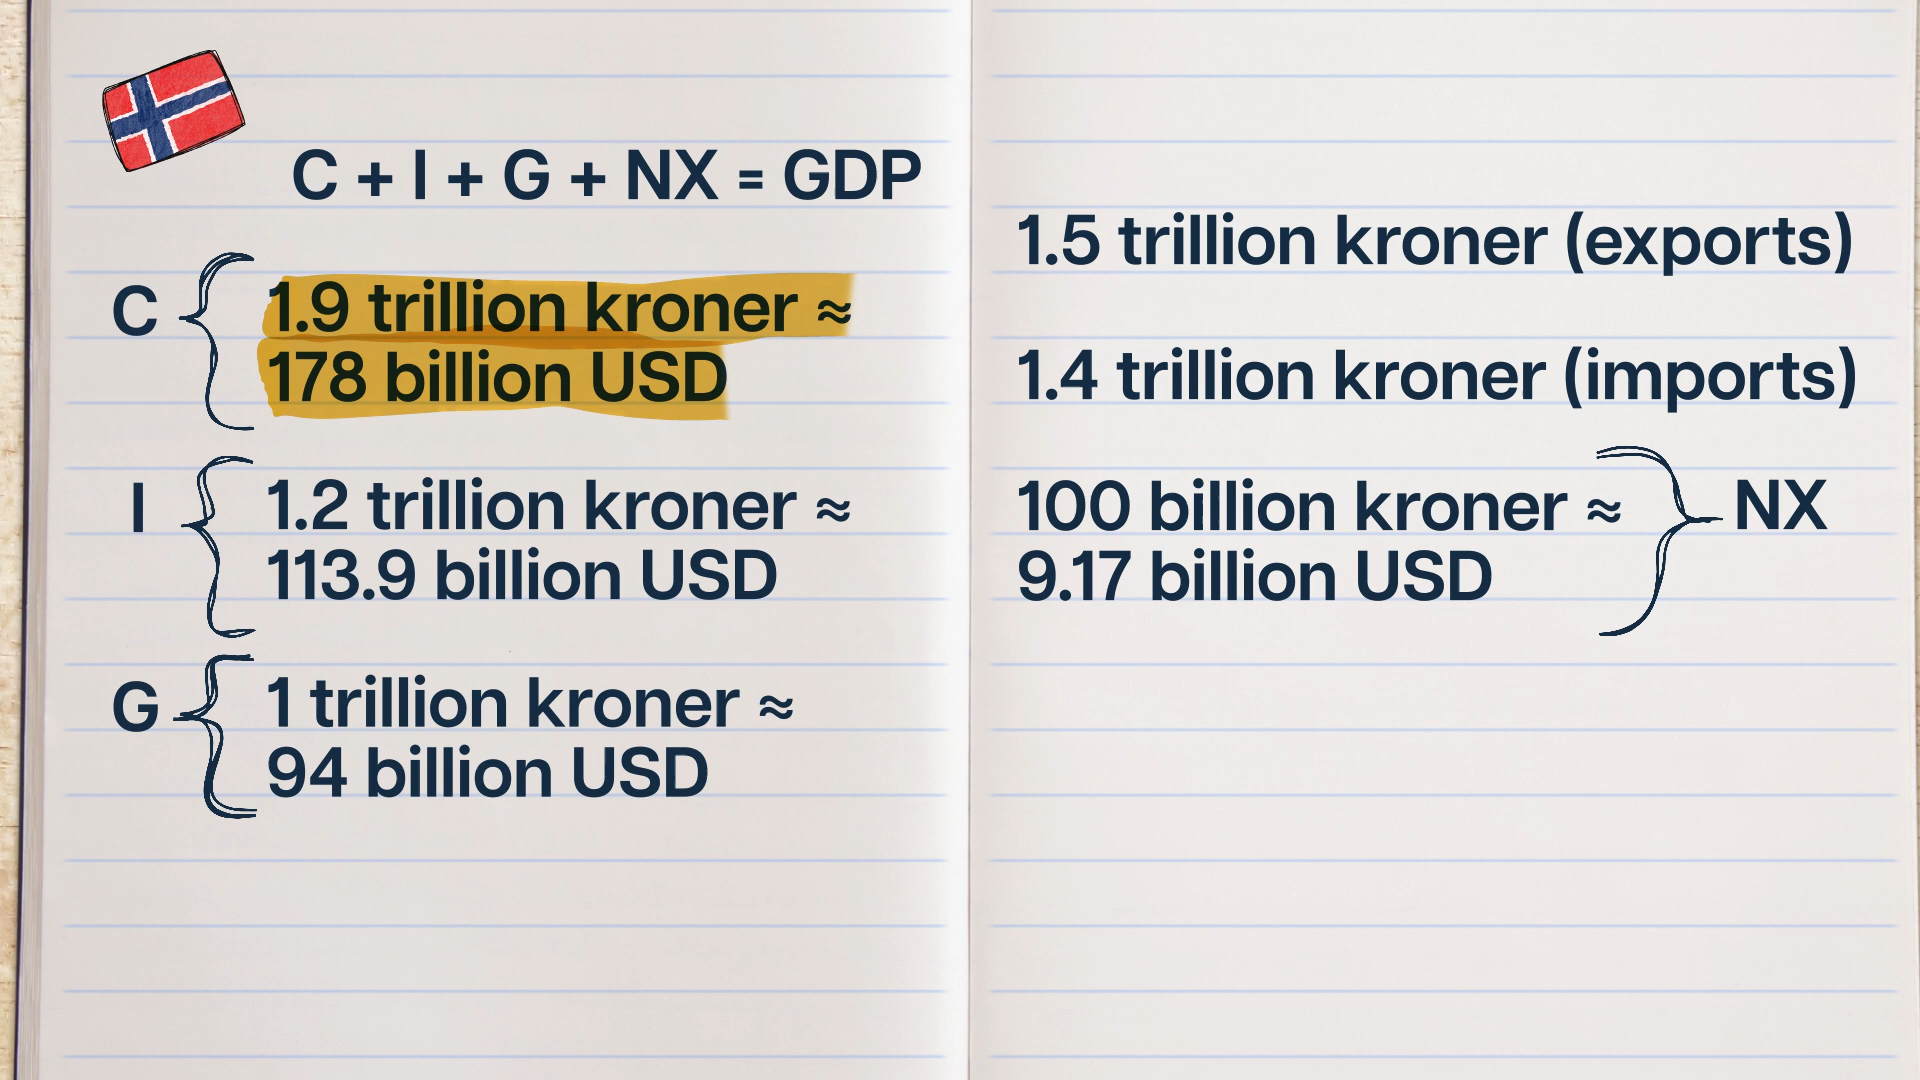 C + I + G + NX = GDP
C
1.9 trillion kroner ≈
178 billion USD
I
1.2 trillion kroner ≈
113.9 billion USD
G
1 trillion kroner ≈
94 billion USD
1.5 trillion kroner (exports)
1.4 trillion kroner (imports)
100 billion kroner ≈
9.17 billion USD
NX